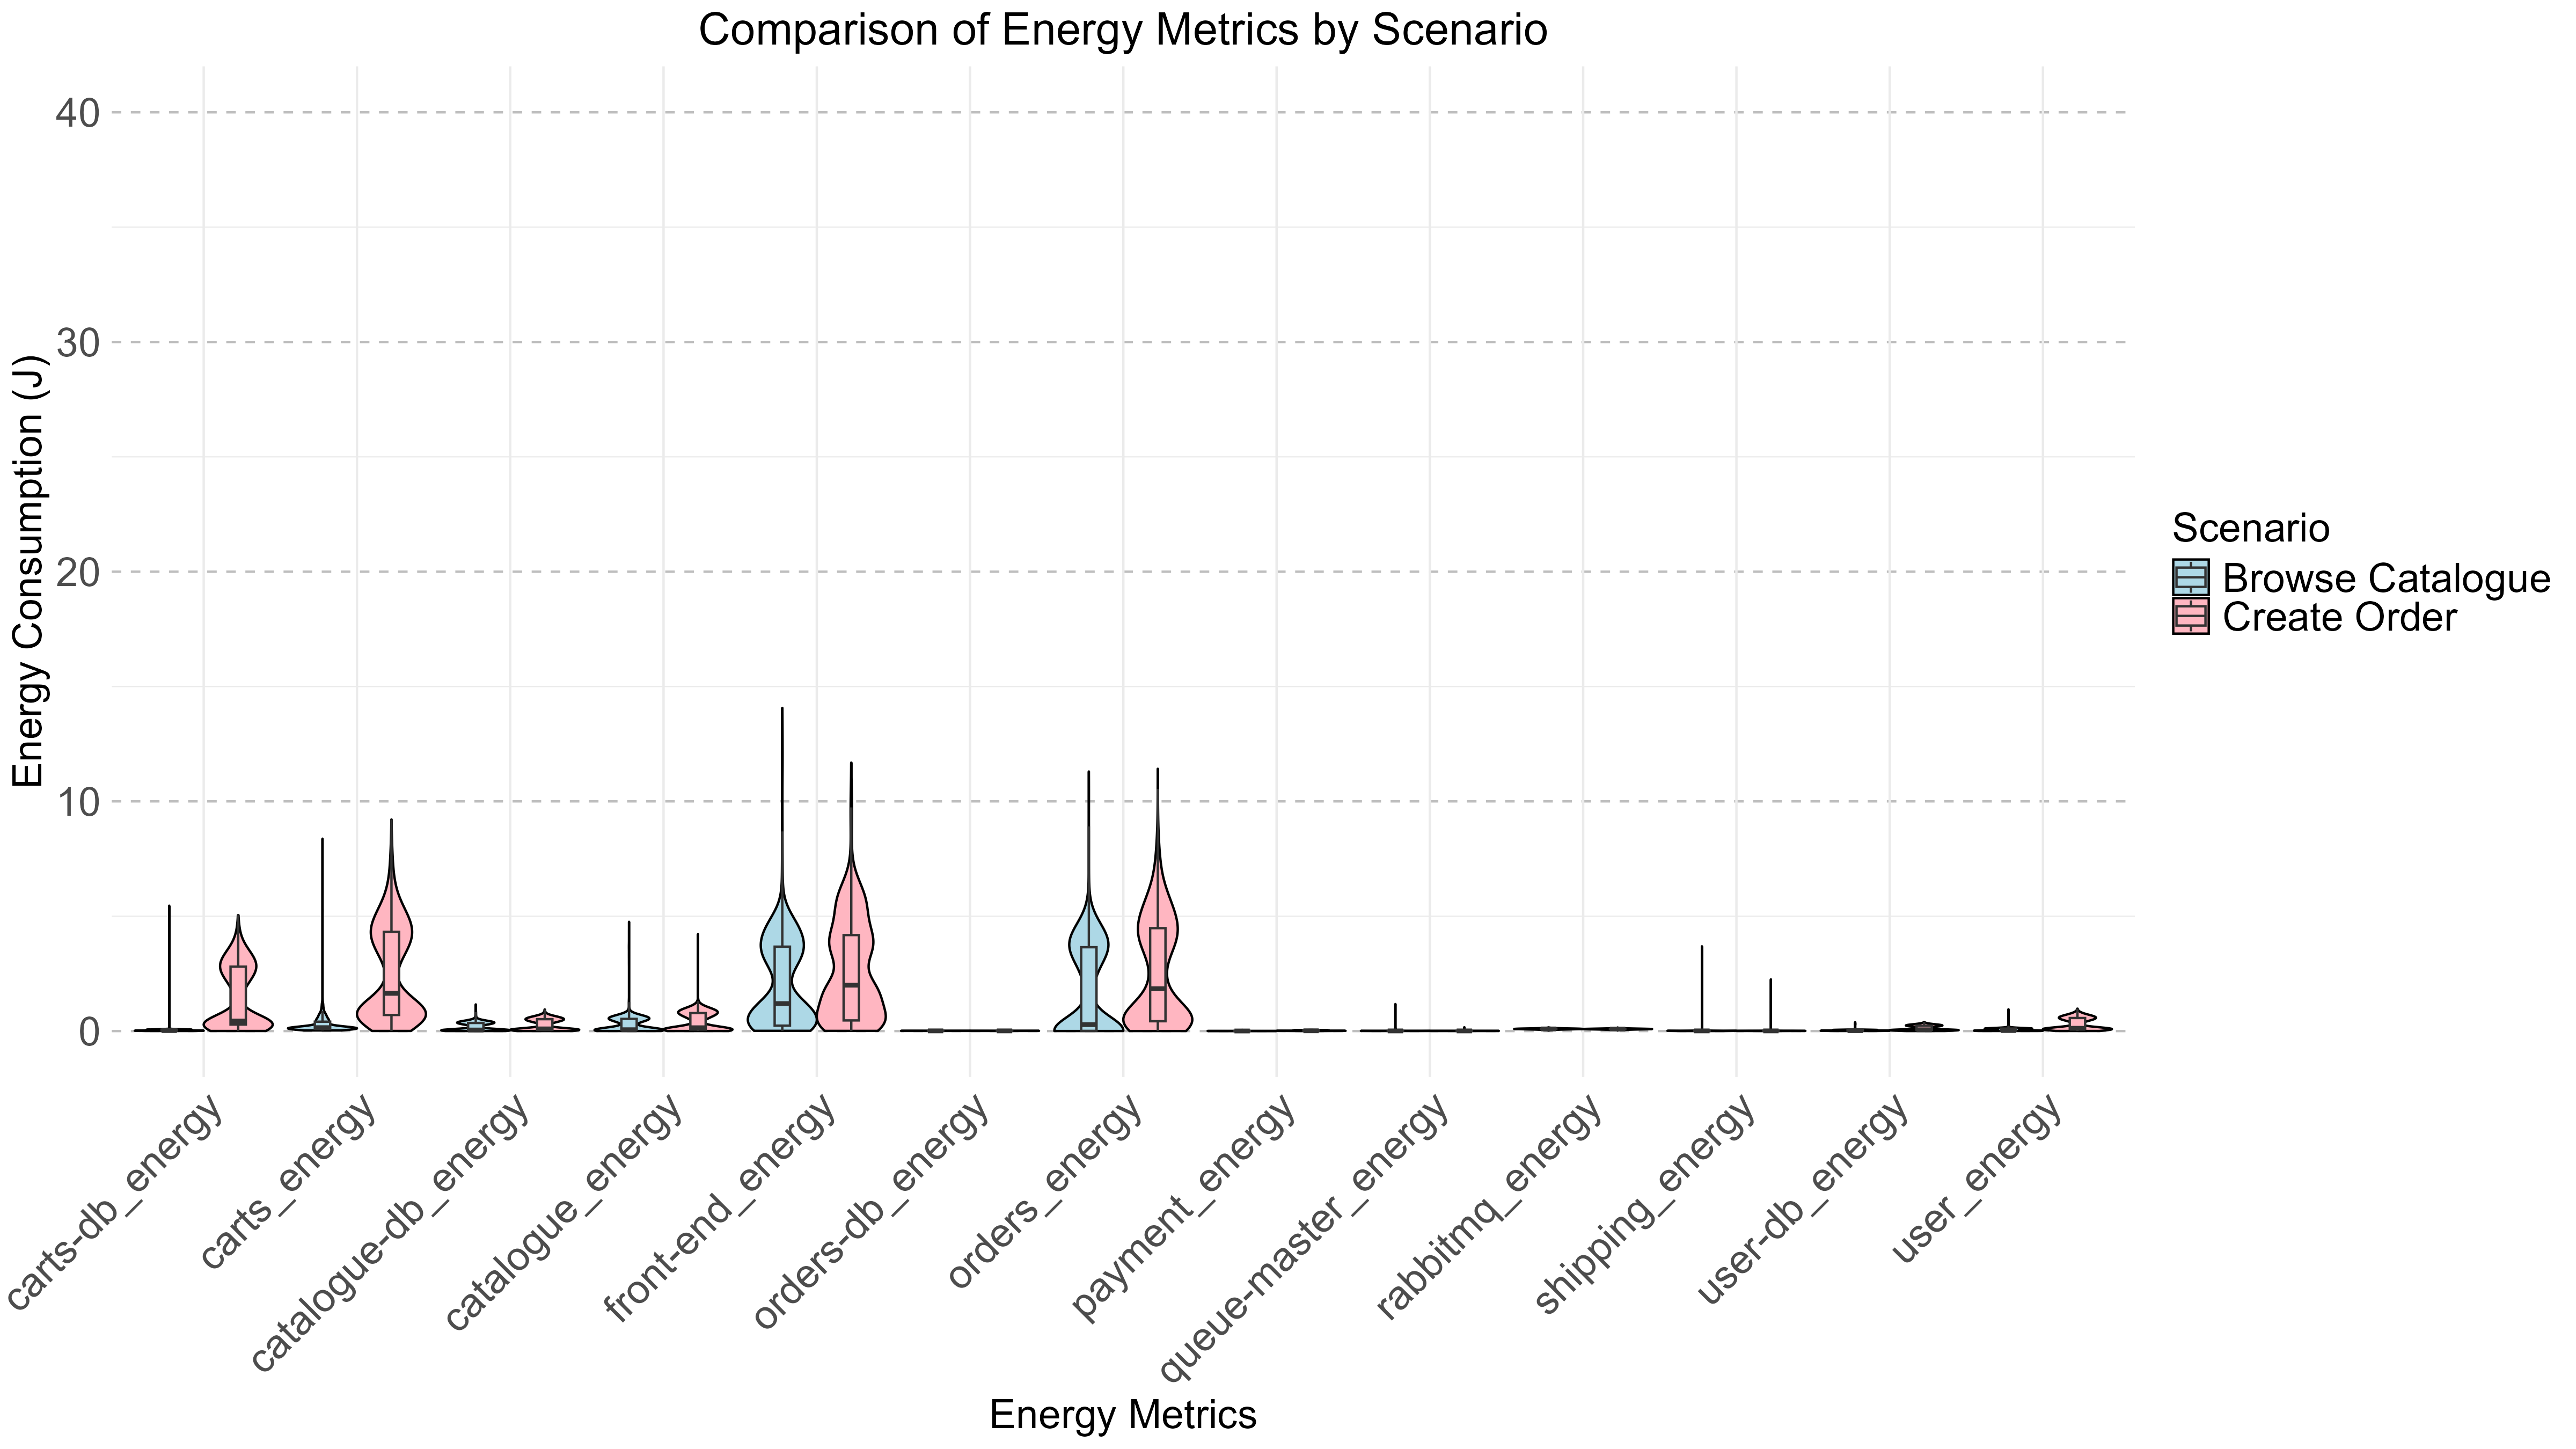 Comparison of Energy Metrics by Scenario
Energy Consumption (J)
40
30
20
10
0
carts-db_energy
carts_energy
catalogue-db_energy
catalogue_energy
front-end_energy
orders-db_energy
orders_energy
payment_energy
queue-master_energy
rabbitmq_energy
shipping_energy
user-db_energy
user_energy
Energy Metrics
Scenario
Browse Catalogue
Create Order